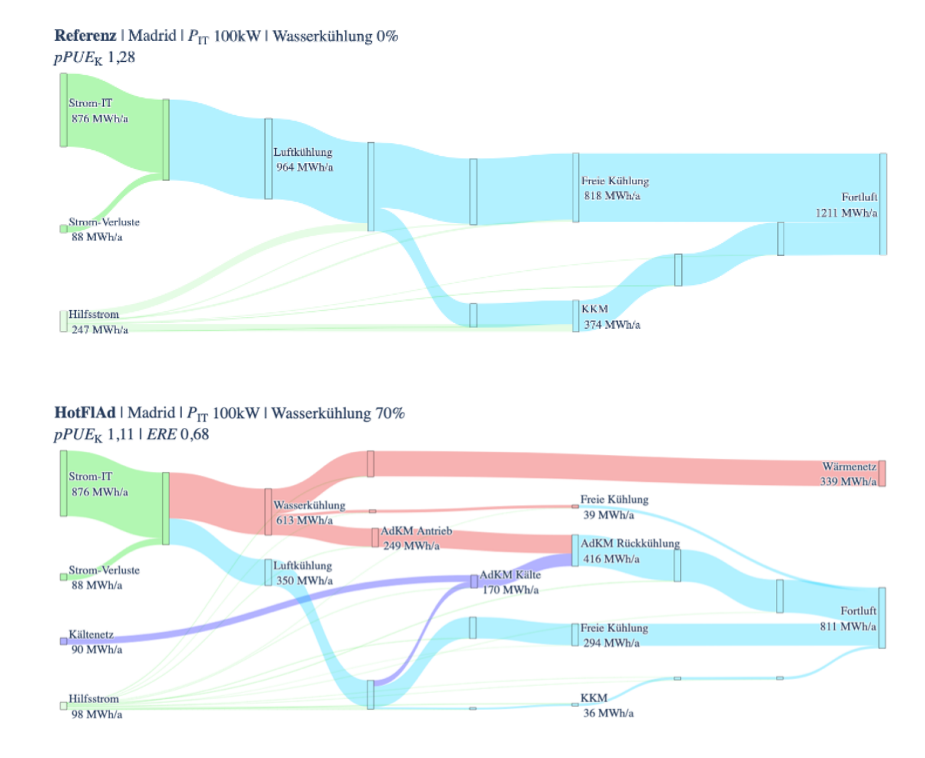 Referenz | Madrid | PIT 100kW | Wasserkühlung 0%
pPUEK 1,28
Strom-IT
876 MWh/a
Luftkühlung
964 MWh/a
Freie Kühlung
818 MWh/a
Fortluft
1211 MWh/a
Strom-Verluste
88 MWh/a
Hilfsstrom
247 MWh/a
KKM
374 MWh/a
HotFlAd | Madrid | PIT 100kW | Wasserkühlung 70%
pPUEK 1,11 | ERE 0,68
Strom-IT
876 MWh/a
Wärmenetz
339 MWh/a
Wasserkühlung
613 MWh/a
Freie Kühlung
39 MWh/a
AdKM Antrieb
249 MWh/a
AdKM Rückkühlung
416 MWh/a
Strom-Verluste
88 MWh/a
Luftkühlung
350 MWh/a
AdKM Kälte
170 MWh/a
Fortluft
811 MWh/a
Kältenetz
90 MWh/a
Freie Kühlung
294 MWh/a
Hilfsstrom
98 MWh/a
KKM
36 MWh/a